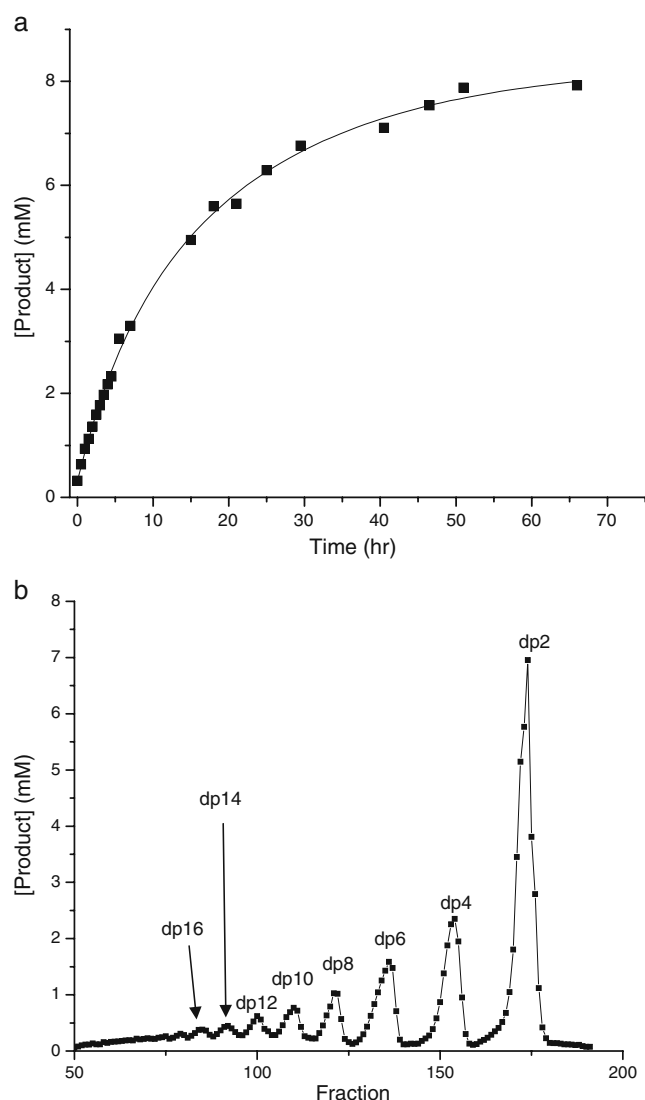 a
[Product] (mM)
8
6
4
2
0
0 10 20 30 40 50 60 70
Time (hr)
b
[Product] (mM)
8
7
6
5
4
3
2
1
0
dp2
dp14
dp16
dp4
dp6
dp8
dp10
dp12
50 100 150 200
Fraction